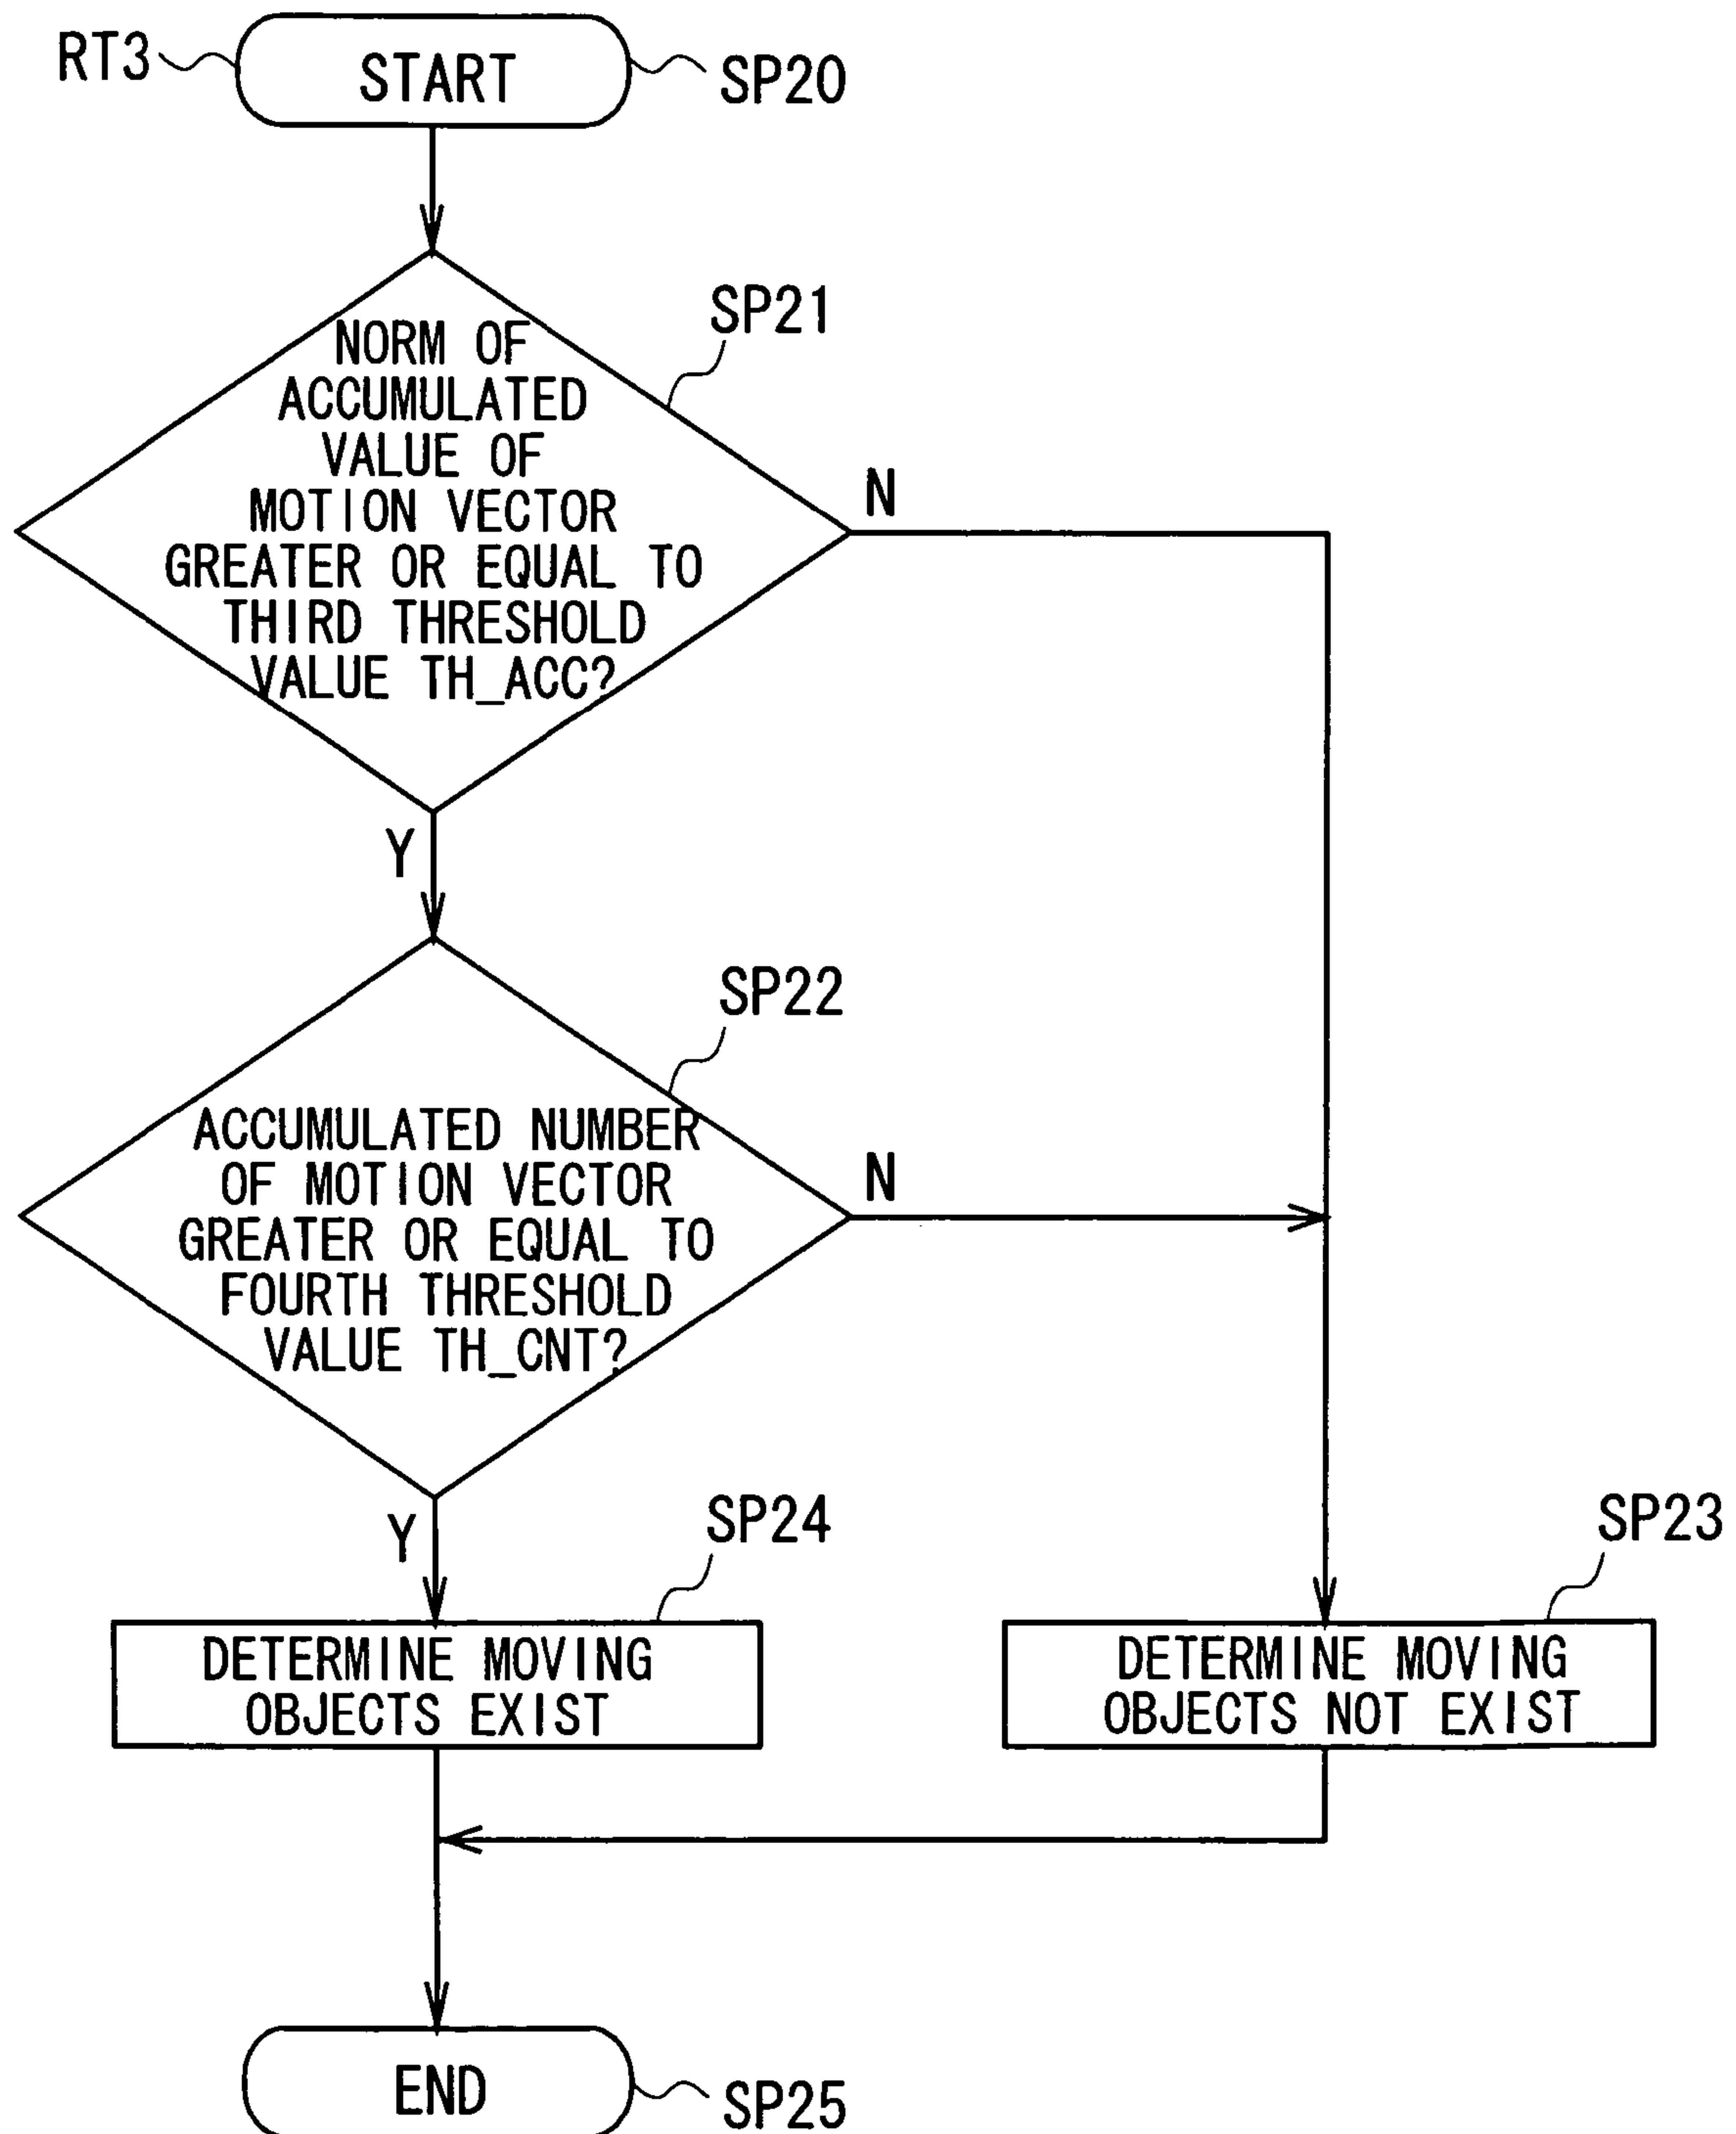 RT3
START
SP20
SP21
NORM OF
ACCUMULATED
VALUE OF
MOTION VECTOR
GREATER OR EQUAL TO
THIRD THRESHOLD
VALUE TH_ACC?
N
Y
SP22
ACCUMULATED NUMBER
OF MOTION VECTOR
GREATER OR EQUAL TO
FOURTH THRESHOLD
VALUE TH_CNT?
N
Y
SP24
DETERMINE MOVING
OBJECTS EXIST
SP23
DETERMINE MOVING
OBJECTS NOT EXIST
END
SP25